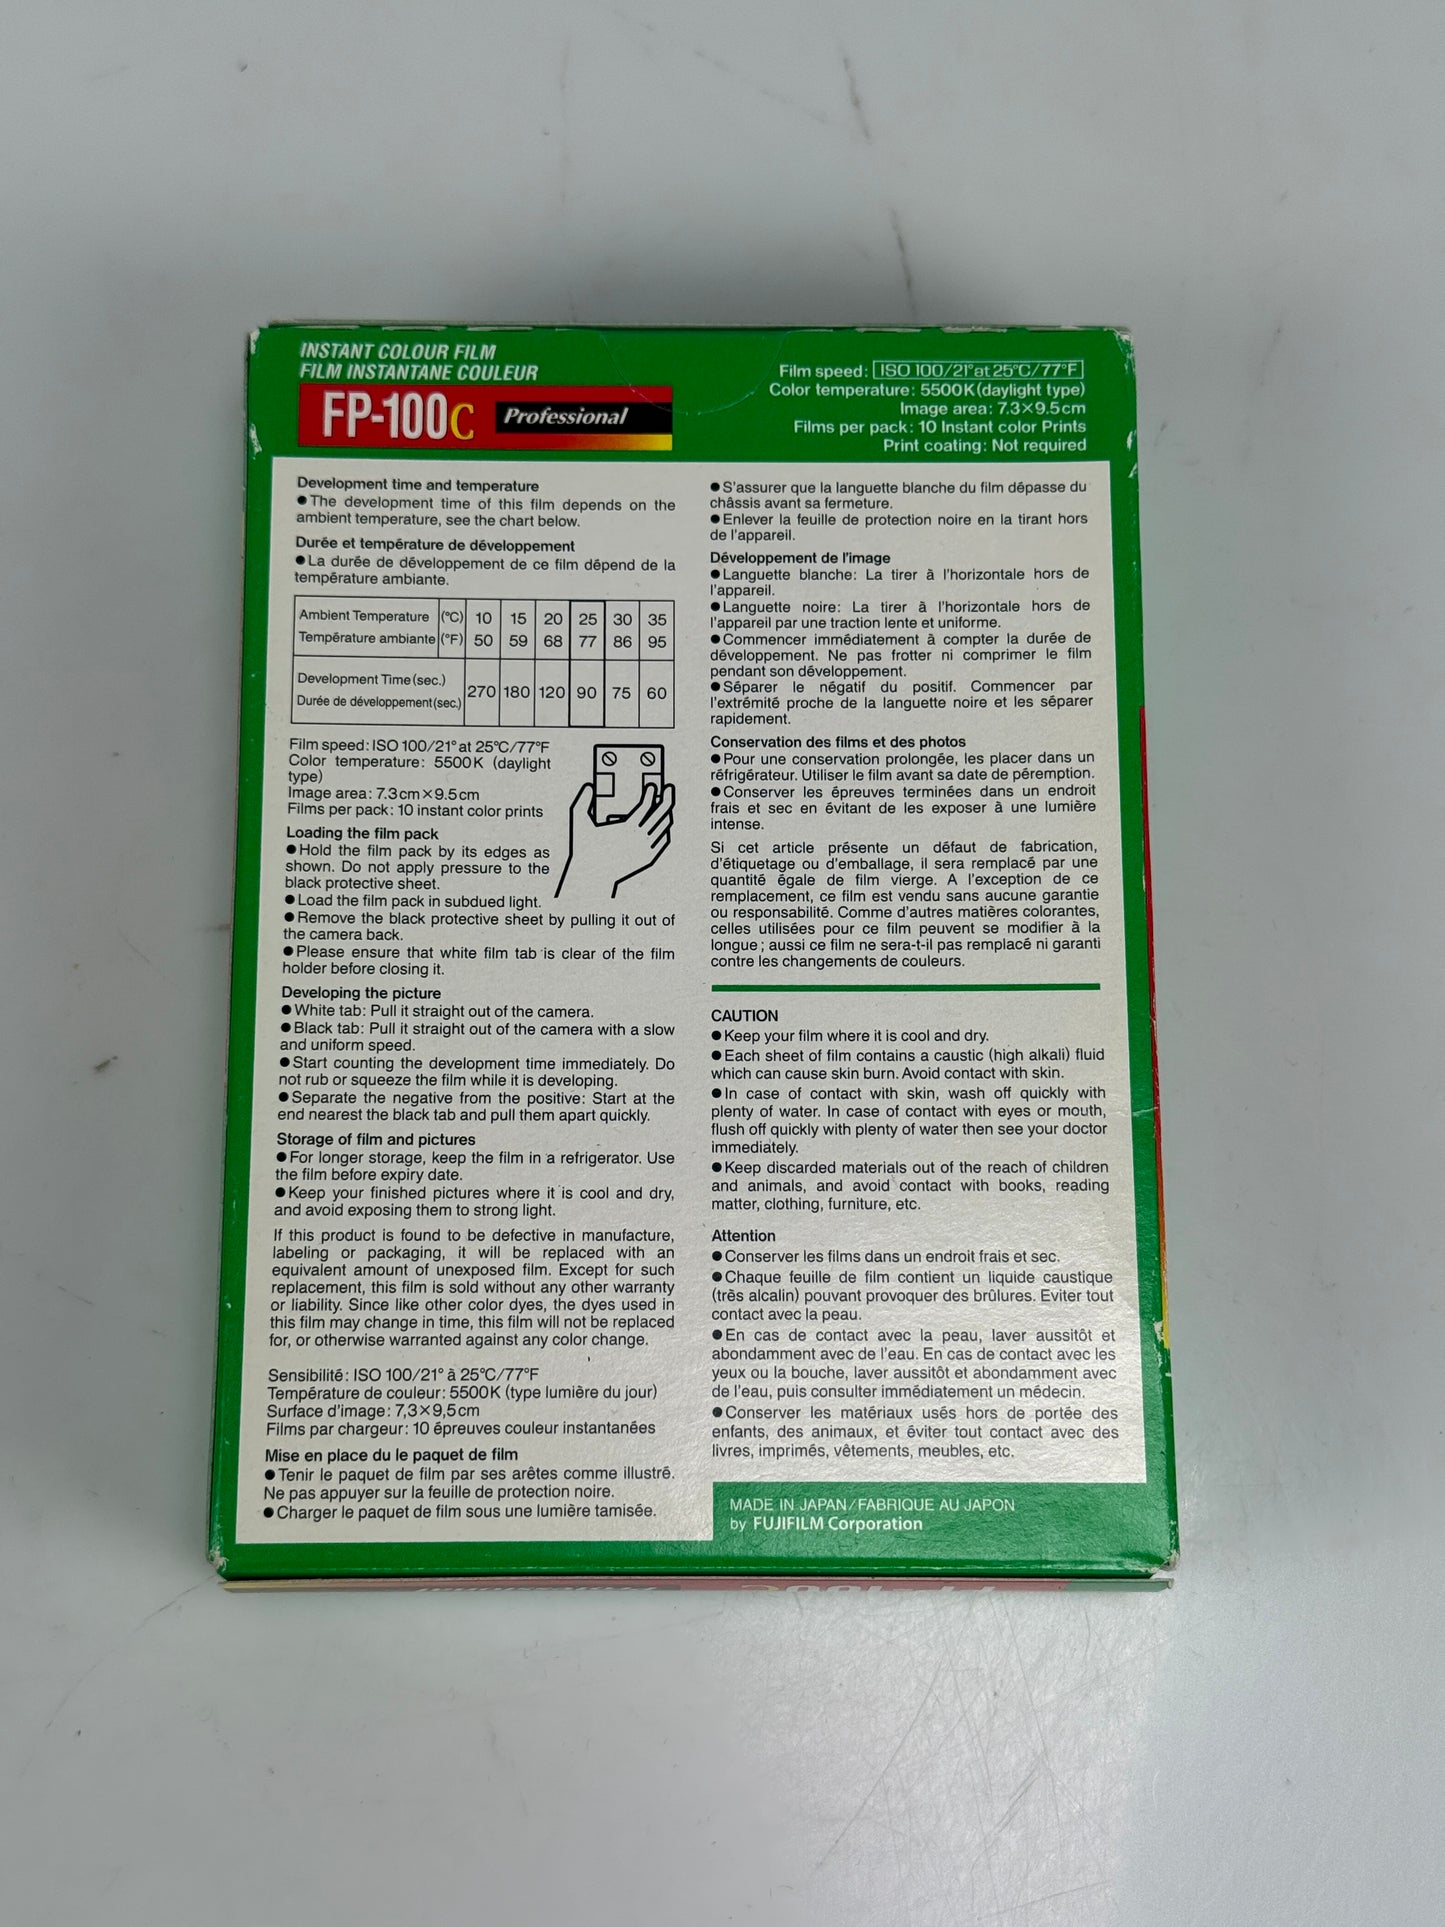 INSTANT COLOUR FILM
FILM INSTANTANE COULEUR
FP-100C Professional
Film speed: ISO 100/21° at 25°C/77°F
Color temperature: 5500K (daylight type)
Image area: 7.3×9.5cm
Films per pack: 10 Instant color Prints
Print coating: Not required
Development time and temperature
●The development time of this film depends on the
ambient temperature, see the chart below.
Durée et température de développement
●La durée de développement de ce film dépend de la
température ambiante.
Ambient Temperature (°C) 10 15 20 25 30 35
Température ambiante (°F) 50 59 68 77 86 95
Development Time (sec.)
Durée de développement (sec.)
270 180 120 90 75 60
Film speed: ISO 100/21° at 25°C/77°F
Color temperature: 5500K (daylight
type)
Image area: 7.3cm×9.5cm
Films per pack: 10 instant color prints
Loading the film pack
●Hold the film pack by its edges as
shown. Do not apply pressure to the
black protective sheet.
●Load the film pack in subdued light.
●Remove the black protective sheet by pulling it out of
the camera back.
●Please ensure that white film tab is clear of the film
holder before closing it.
Developing the picture
●White tab: Pull it straight out of the camera.
●Black tab: Pull it straight out of the camera with a slow
and uniform speed.
●Start counting the development time immediately. Do
not rub or squeeze the film while it is developing.
●Separate the negative from the positive: Start at the
end nearest the black tab and pull them apart quickly.
Storage of film and pictures
●For longer storage, keep the film in a refrigerator. Use
the film before expiry date.
●Keep your finished pictures where it is cool and dry,
and avoid exposing them to strong light.
If this product is found to be defective in manufacture,
labeling or packaging, it will be replaced with an
equivalent amount of unexposed film. Except for such
replacement, this film is sold without any other warranty
or liability. Since like other color dyes, the dyes used in
this film may change in time, this film will not be replaced
for, or otherwise warranted against any color change.
Sensibilité: ISO 100/21° à 25°C/77°F
Température de couleur: 5500K (type lumière du jour)
Surface d'image: 7,3×9,5cm
Films par chargeur: 10 épreuves couleur instantanées
Mise en place du le paquet de film
●Tenir le paquet de film par ses arêtes comme illustré.
Ne pas appuyer sur la feuille de protection noire.
●Charger le paquet de film sous une lumière tamisée.
●S'assurer que la languette blanche du film dépasse du
châssis avant sa fermeture.
●Enlever la feuille de protection noire en la tirant hors
de l'appareil.
Développement de l'image
●Languette blanche: La tirer à l'horizontale hors de
l'appareil.
●Languette noire: La tirer à l'horizontale hors de
l'appareil par une traction lente et uniforme.
●Commencer immédiatement à compter la durée de
développement. Ne pas frotter ni comprimer le film
pendant son développement.
●Séparer le négatif du positif. Commencer par
l'extrémité proche de la languette noire et les séparer
rapidement.
Conservation des films et des photos
●Pour une conservation prolongée, les placer dans un
réfrigérateur. Utiliser le film avant sa date de péremption.
●Conserver les épreuves terminées dans un endroit
frais et sec en évitant de les exposer à une lumière
intense.
Si cet article présente un défaut de fabrication,
d'étiquetage ou d'emballage, il sera remplacé par une
quantité égale de film vierge. A l'exception de ce
remplacement, ce film est vendu sans aucune garantie
ou responsabilité. Comme d'autres matières colorantes,
celles utilisées pour ce film peuvent se modifier à la
longue; aussi ce film ne sera-t-il pas remplacé ni garanti
contre les changements de couleurs.
CAUTION
●Keep your film where it is cool and dry.
●Each sheet of film contains a caustic (high alkali) fluid
which can cause skin burn. Avoid contact with skin.
●In case of contact with skin, wash off quickly with
plenty of water. In case of contact with eyes or mouth,
flush off quickly with plenty of water then see your doctor
immediately.
●Keep discarded materials out of the reach of children
and animals, and avoid contact with books, reading
matter, clothing, furniture, etc.
Attention
●Conserver les films dans un endroit frais et sec.
●Chaque feuille de film contient un liquide caustique
(très alcalin) pouvant provoquer des brûlures. Eviter tout
contact avec la peau.
●En cas de contact avec la peau, laver aussitôt et
abondamment avec de l'eau. En cas de contact avec les
yeux ou la bouche, laver aussitôt et abondamment avec
de l'eau, puis consulter immédiatement un médecin.
●Conserver les matériaux usés hors de portée des
enfants, des animaux, et éviter tout contact avec des
livres, imprimés, vêtements, meubles, etc.
MADE IN JAPAN/FABRIQUE AU JAPON
by FUJIFILM Corporation